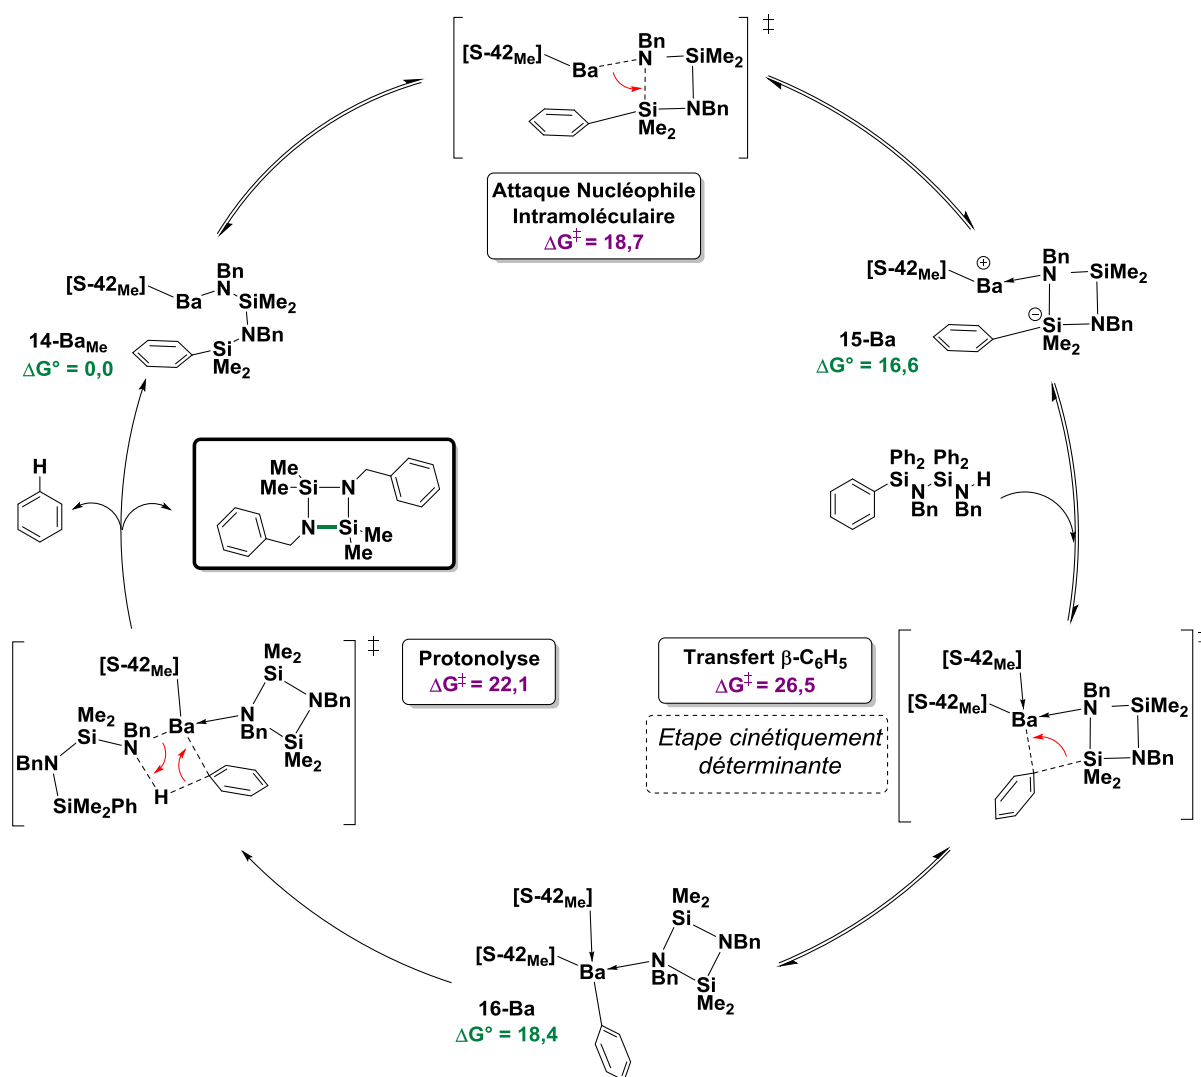 [S-42Me]
Ba
Bn
N
SiMe2
Si
Me2
NBn
‡
Attaque Nucléophile
Intramoléculaire
ΔG‡ = 18,7
[S-42Me]
Ba
Bn
N
SiMe2
N
Bn
Si
Me2
14-BaMe
ΔG° = 0,0
[S-42Me]
⊕
Ba
Bn
N
SiMe2
⊖
Si
Me2
NBn
15-Ba
ΔG° = 16,6
H
Me
Me
Si
N
N
Si
Me
Me
Ph2
Ph2
Si
N
Si
N
H
Bn
Bn
[S-42Me]
‡
Me2
Si
N
Bn
NBn
Si
Me2
Ba
Me2
Si
Bn
N
BnN
SiMe2Ph
H
Protonolyse
ΔG‡ = 22,1
Transfert β-C6H5
ΔG‡ = 26,5
Etape cinétiquement
déterminante
[S-42Me]
[S-42Me]
Ba
Bn
N
SiMe2
Si
Me2
NBn
‡
[S-42Me]
[S-42Me]
Ba
Me2
Si
N
Bn
NBn
Si
Me2
16-Ba
ΔG° = 18,4